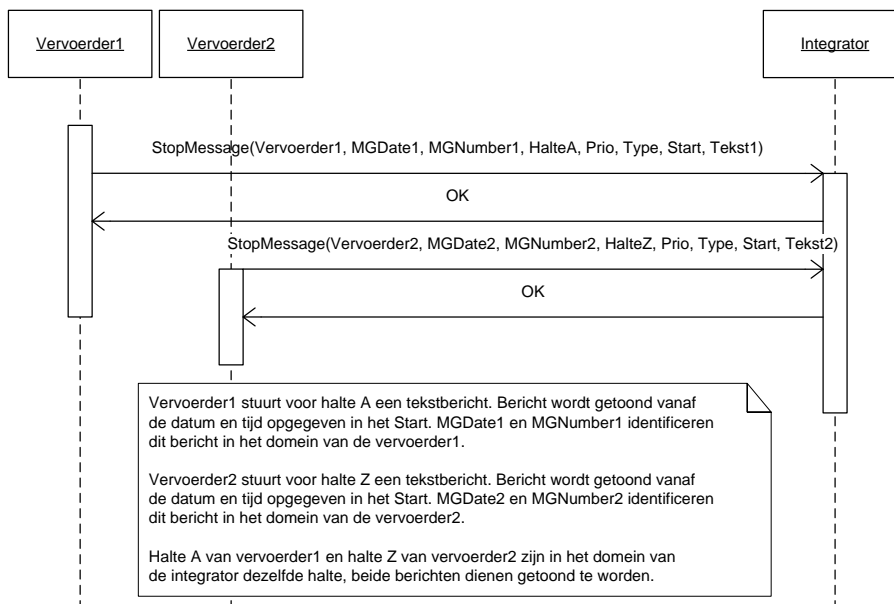 Vervoerder1
Vervoerder2
Integrator
StopMessage(Vervoerder1, MGDate1, MGNumber1, HalteA, Prio, Type, Start, Tekst1)
OK
StopMessage(Vervoerder2, MGDate2, MGNumber2, HalteZ, Prio, Type, Start, Tekst2)
OK
Vervoerder1 stuurt voor halte A een tekstbericht. Bericht wordt getoond vanaf
de datum en tijd opgegeven in het Start. MGDate1 en MGNumber1 identificeren
dit bericht in het domein van de vervoerder1.
Vervoerder2 stuurt voor halte Z een tekstbericht. Bericht wordt getoond vanaf
de datum en tijd opgegeven in het Start. MGDate2 en MGNumber2 identificeren
dit bericht in het domein van de vervoerder2.
Halte A van vervoerder1 en halte Z van vervoerder2 zijn in het domein van
de integrator dezelfde halte, beide berichten dienen getoond te worden.